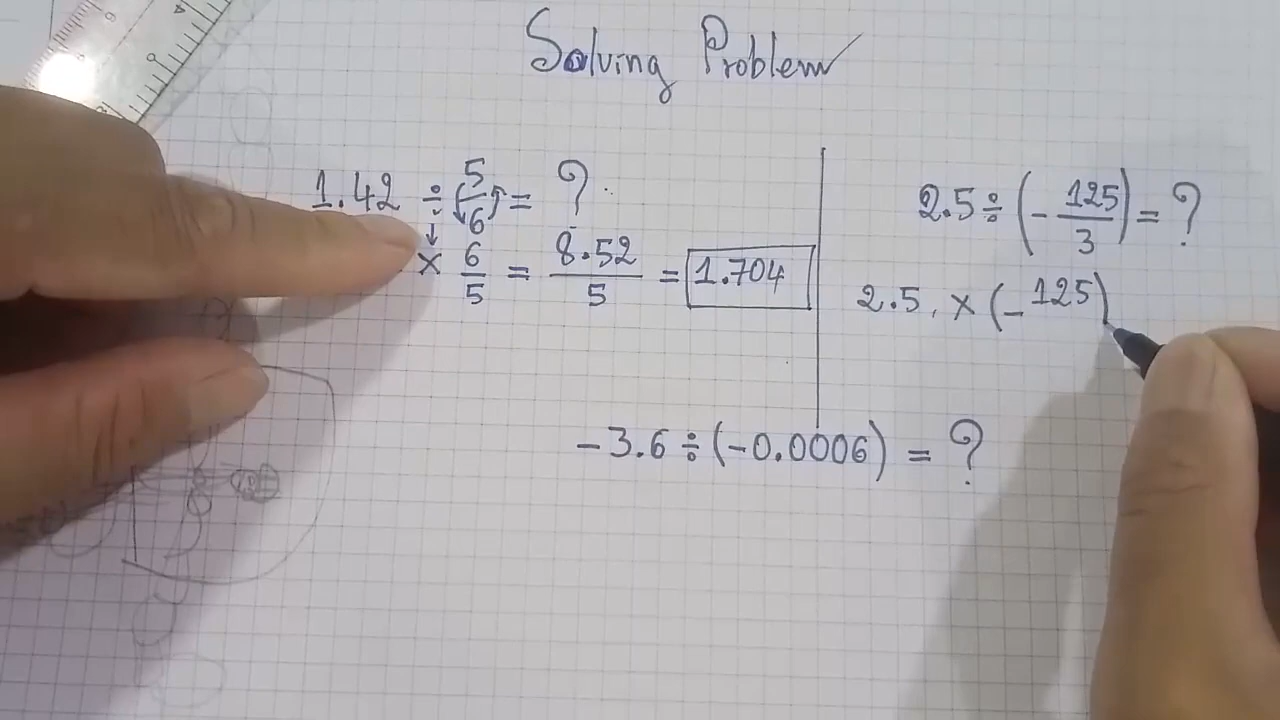 Solving Problem
1.42 ÷ 5/6 = ?
× 6/5 = 8.52/5 = 1.704
2.5 ÷ (- 125/3) = ?
2.5 . × (- 125)
-3.6 ÷ (-0.0006) = ?